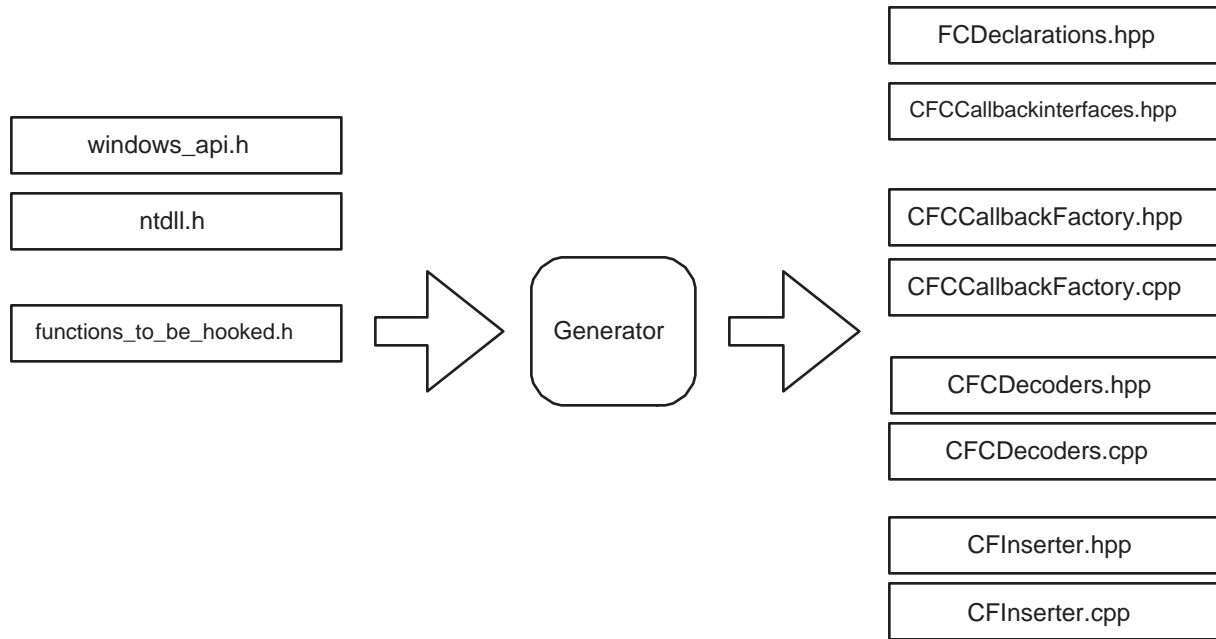 windows_api.h
ntdll.h
functions_to_be_hooked.h
Generator
FCDeclarations.hpp
CFCCallbackinterfaces.hpp
CFCCallbackFactory.hpp
CFCCallbackFactory.cpp
CFCDecoders.hpp
CFCDecoders.cpp
CFInserter.hpp
CFInserter.cpp